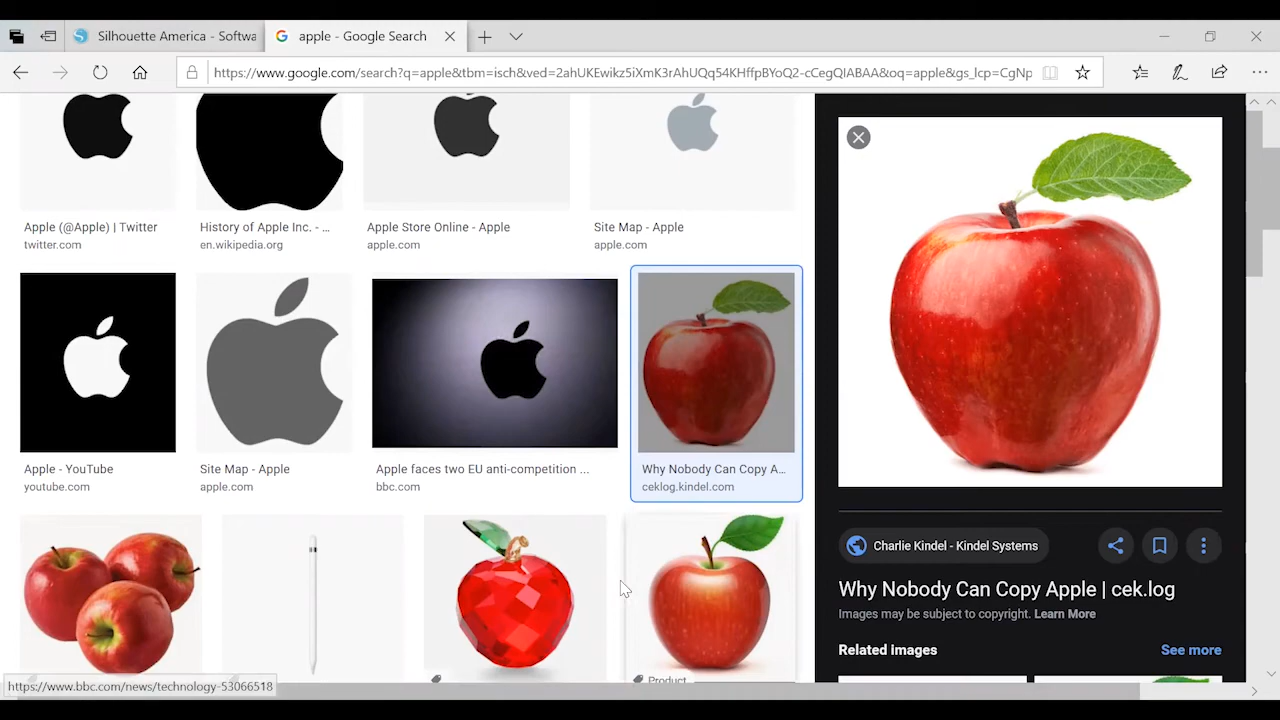 Silhouette America - Softwa
apple - Google Search
https://www.google.com/search?q=apple&tbm=isch&ved=2ahUKEwikz5iXmK3rAhUQq54KHffpBYoQ2-cCegQIABAA&oq=apple&gs_lcp=CgNp
Apple (@Apple) | Twitter
twitter.com
History of Apple Inc. - ...
en.wikipedia.org
Apple Store Online - Apple
apple.com
Site Map - Apple
apple.com
Apple - YouTube
youtube.com
Site Map - Apple
apple.com
Apple faces two EU anti-competition ...
bbc.com
Why Nobody Can Copy A...
ceklog.kindel.com
Product
https://www.bbc.com/news/technology-53066518
Charlie Kindel - Kindel Systems
Why Nobody Can Copy Apple | cek.log
Images may be subject to copyright. Learn More
Related images
See more